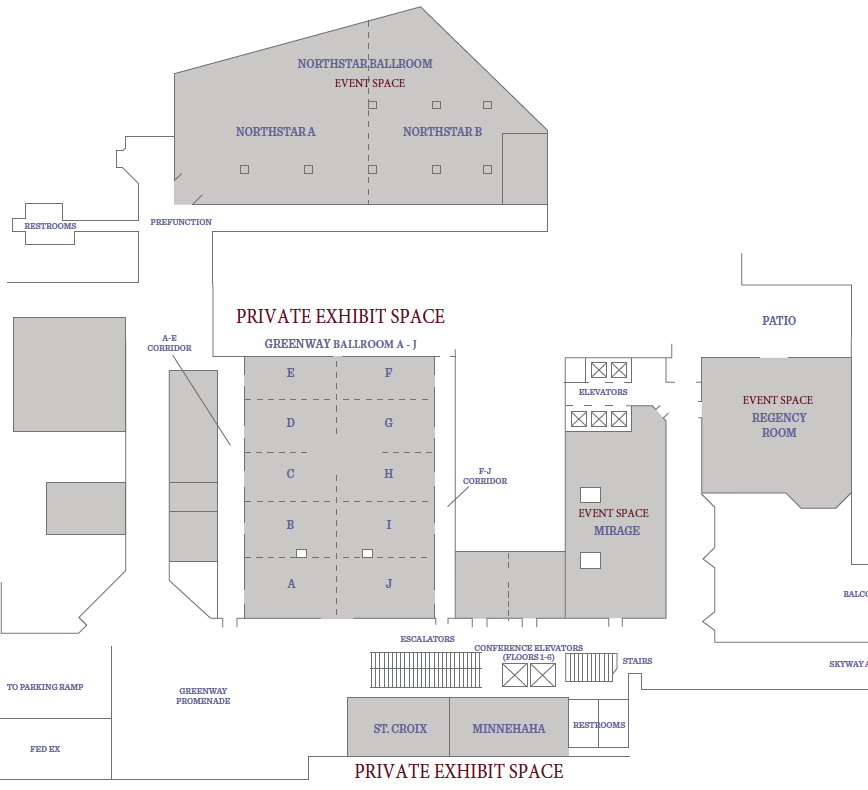 NORTHSTAR BALLROOM
EVENT SPACE
NORTHSTAR A
NORTHSTAR B
RESTROOMS
PREFUNCTION
PRIVATE EXHIBIT SPACE
GREENWAY BALLROOM A - J
A-E
CORRIDOR
PATIO
E
F
ELEVATORS
EVENT SPACE
REGENCY
ROOM
D
G
C
H
F-J
CORRIDOR
EVENT SPACE
MIRAGE
B
I
A
J
BALCO
ESCALATORS
CONFERENCE ELEVATORS
(FLOORS 1-6)
STAIRS
SKYWAY A
TO PARKING RAMP
GREENWAY
PROMENADE
ST. CROIX
MINNEHAHA
RESTROOMS
FED EX
PRIVATE EXHIBIT SPACE